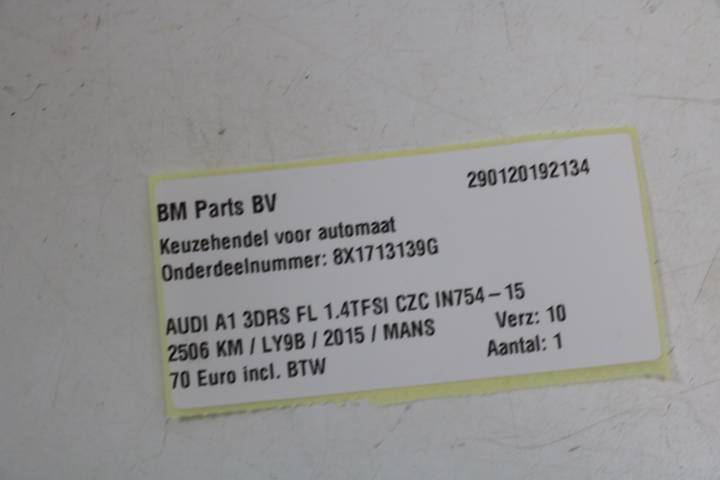 BM Parts BV 290120192134
Keuzehendel voor automaat
Onderdeelnummer: 8X1713139G
AUDI A1 3DRS FL 1.4TFSI CZC IN754-15
2506 KM / LY9B / 2015 / MANS Verz: 10
70 Euro incl. BTW Aantal: 1